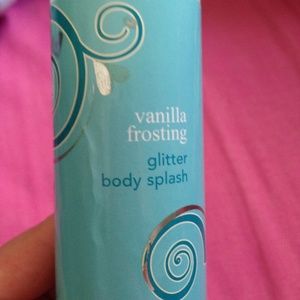 vanilla
frosting
glitter
body splash